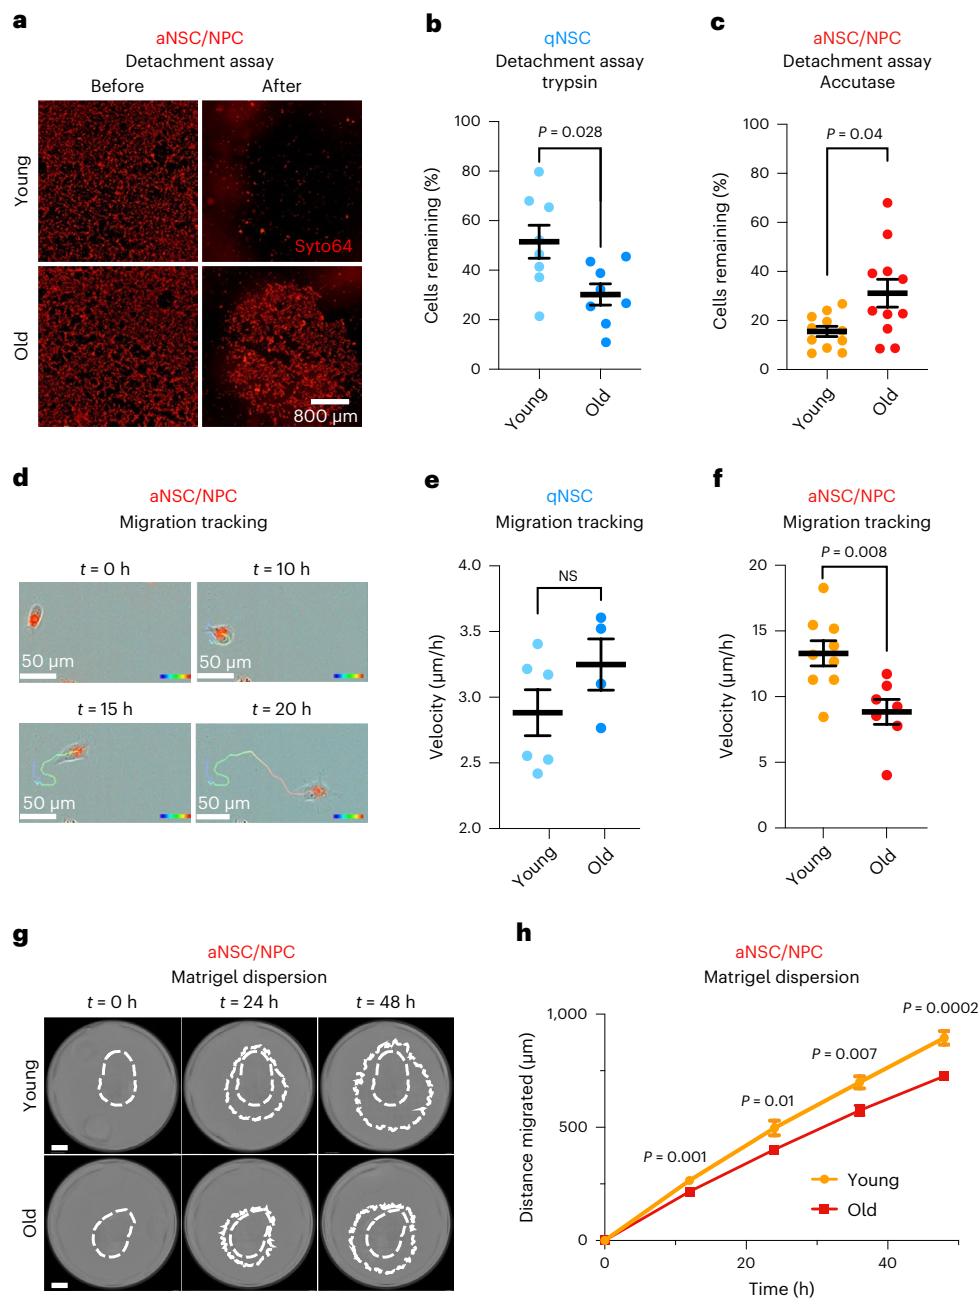 a
aNSC/NPC
Detachment assay
Before
After
Young
Syto64
Old
800 µm
b
qNSC
Detachment assay
trypsin
P = 0.028
Cells remaining (%)
100
80
60
40
20
0
Young
Old
c
aNSC/NPC
Detachment assay
Accutase
P = 0.04
Cells remaining (%)
100
80
60
40
20
0
Young
Old
d
aNSC/NPC
Migration tracking
t = 0 h
t = 10 h
50 µm
50 µm
t = 15 h
t = 20 h
50 µm
50 µm
e
qNSC
Migration tracking
NS
Velocity (µm/h)
4.0
3.5
3.0
2.5
2.0
Young
Old
f
aNSC/NPC
Migration tracking
P = 0.008
Velocity (µm/h)
20
15
10
5
0
Young
Old
g
aNSC/NPC
Matrigel dispersion
t = 0 h
t = 24 h
t = 48 h
Young
Old
h
aNSC/NPC
Matrigel dispersion
P = 0.0002
P = 0.007
P = 0.01
P = 0.001
Distance migrated (µm)
1,000
500
0
Young
Old
0
20
40
Time (h)